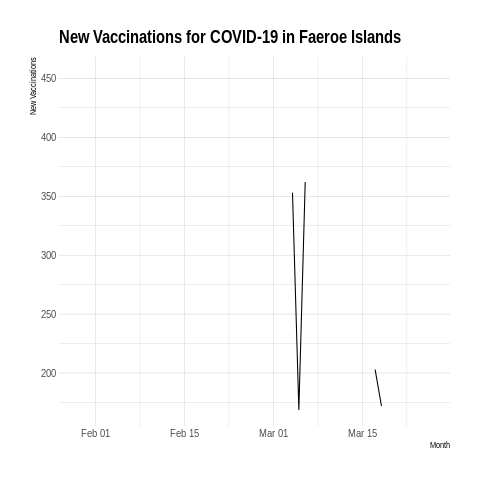 New Vaccinations for COVID-19 in Faeroe Islands
New Vaccinations
450
400
350
300
250
200
Feb 01
Feb 15
Mar 01
Mar 15
Month